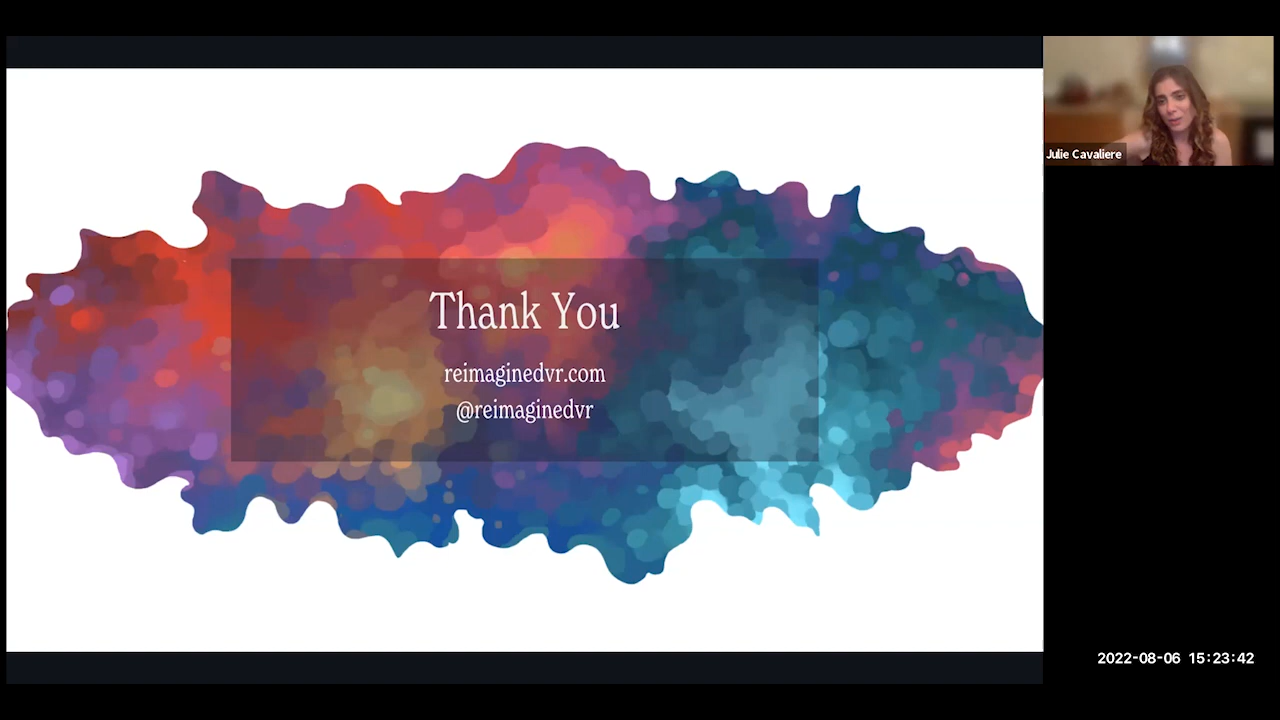 Thank You
reimaginedvr.com
@reimaginedvr
Julie Cavaliere
2022-08-06 15:23:42